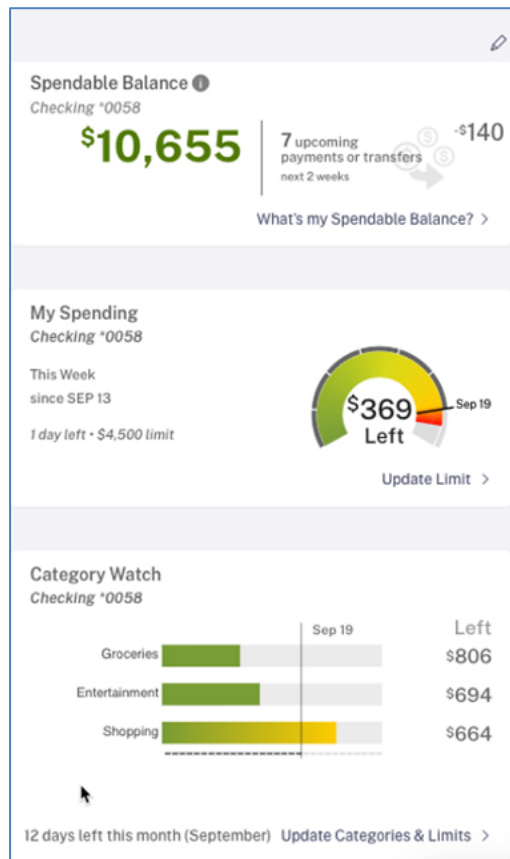 Spendable Balance
Checking *0058
$10,655
7 upcoming
payments or transfers
next 2 weeks
-$140
What's my Spendable Balance? >
My Spending
Checking *0058
This Week
since SEP 13
1 day left • $4,500 limit
$369
Left
Sep 19
Update Limit >
Category Watch
Checking *0058
Sep 19 Left
Groceries $806
Entertainment $694
Shopping $664
12 days left this month (September) Update Categories & Limits >